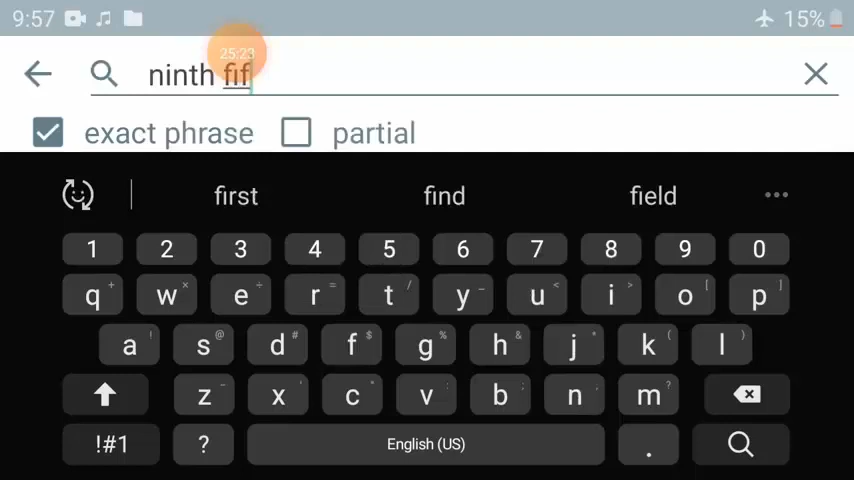 9:57 15%
25:23
ninth fif
exact phrase partial
first find field
1 2 3 4 5 6 7 8 9 0
q + w × e ÷ r = t / y _ u < i > o [ p ]
a ! s @ d # f $ g % h & j * k ( l )
z - x ' c " v : b ; n , m ?
!#1 ? English (US) .